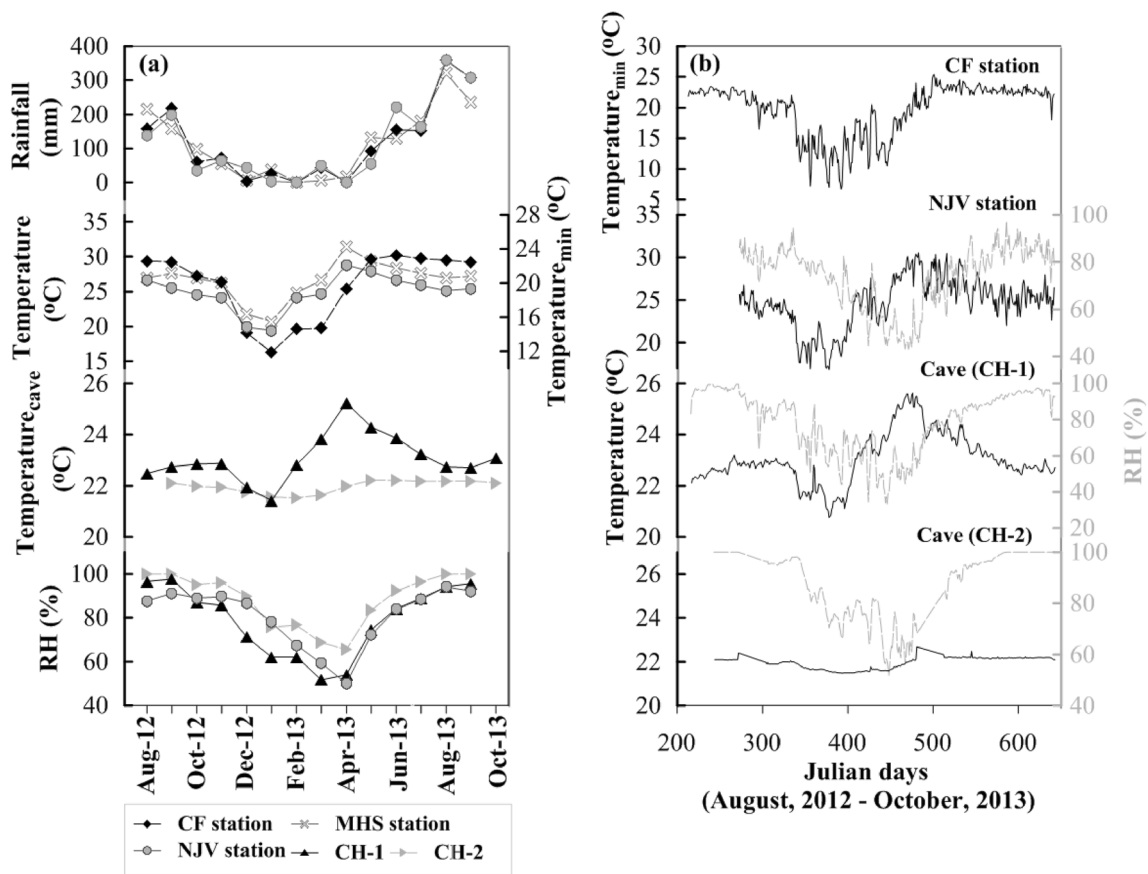 (a)
Rainfall
(mm)
400
300
200
100
0
Temperature
(oC)
35
30
25
20
15
28
24
20
16
12
Temperaturemin (oC)
Temperaturecave
(oC)
26
24
22
20
RH (%)
100
80
60
40
Aug-12
Oct-12
Dec-12
Feb-13
Apr-13
Jun-13
Aug-13
Oct-13
CF station
MHS station
NJV station
CH-1
CH-2
(b)
Temperaturemin (oC)
30
25
20
15
10
5
CF station
NJV station
35
30
25
20
100
80
60
40
Cave (CH-1)
Temperature (oC)
26
24
22
20
100
80
60
40
20
RH (%)
Cave (CH-2)
26
24
22
20
100
80
60
40
200
300
400
500
600
Julian days
(August, 2012 - October, 2013)